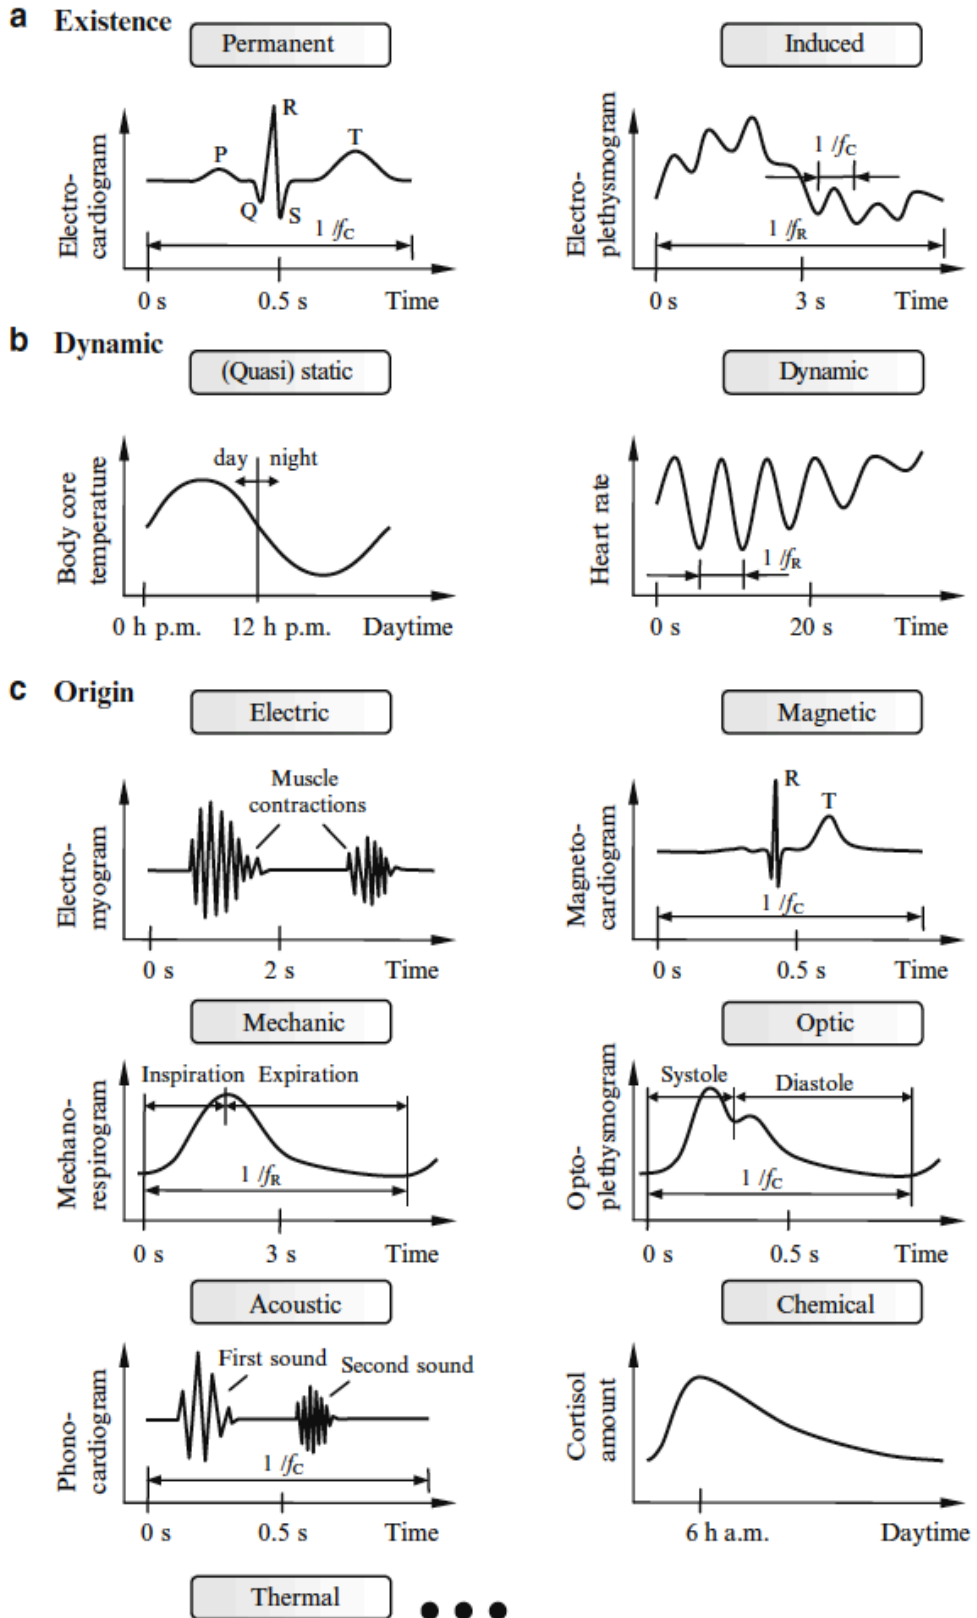 a Existence
Permanent
Induced
Electro-
cardiogram
P
R
Q
S
T
1/fC
0 s
0.5 s
Time
Electro-
plethysmogram
1/fC
1/fR
0 s
3 s
Time
b Dynamic
(Quasi) static
Dynamic
Body core
temperature
day
night
0 h p.m.
12 h p.m.
Daytime
Heart rate
1/fR
0 s
20 s
Time
c Origin
Electric
Magnetic
Electro-
myogram
Muscle
contractions
0 s
2 s
Time
Magneto-
cardiogram
R
T
1/fC
0 s
0.5 s
Time
Mechanic
Optic
Mechano-
respirogram
Inspiration
Expiration
1/fR
0 s
3 s
Time
Opto-
plethysmogram
Systole
Diastole
1/fC
0 s
0.5 s
Time
Acoustic
Chemical
Phono-
cardiogram
First sound
Second sound
1/fC
0 s
0.5 s
Time
Cortisol
amount
6 h a.m.
Daytime
Thermal